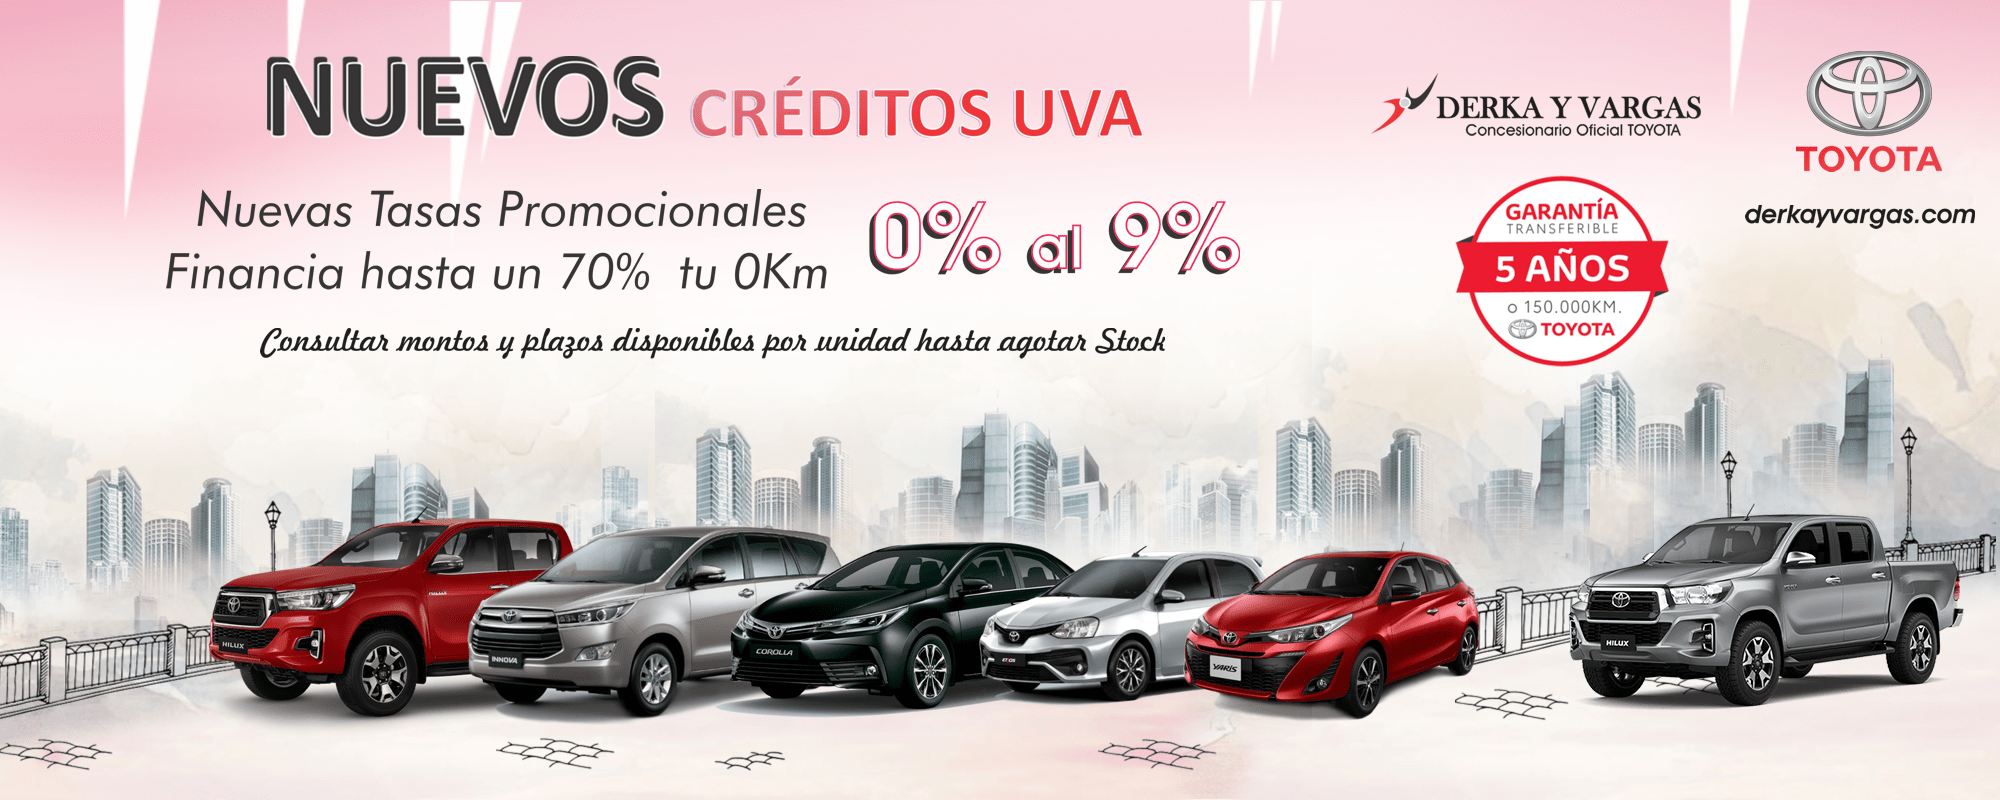 NUEVOS CRÉDITOS UVA
Nuevas Tasas Promocionales
Financia hasta un 70% tu 0Km
0% al 9%
Consultar montos y plazos disponibles por unidad hasta agotar Stock
DERKA Y VARGAS
Concesionario Oficial TOYOTA
TOYOTA
derkayvargas.com
GARANTÍA
TRANSFERIBLE
5 AÑOS
o 150.000KM.
TOYOTA
HILUX
HILUX
INNOVA
COROLLA
ETIOS
YARIS
HILUX